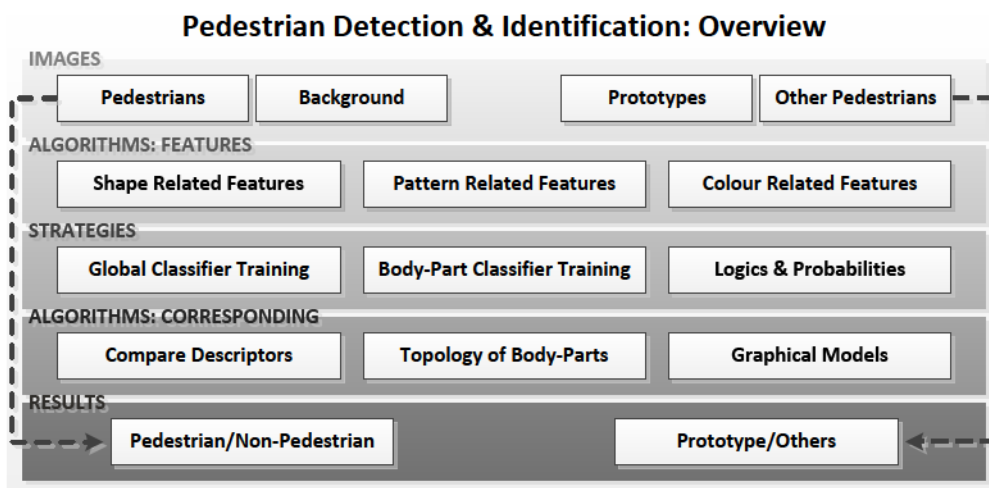 Pedestrian Detection & Identification: Overview
IMAGES
Pedestrians
Background
Prototypes
Other Pedestrians
ALGORITHMS: FEATURES
Shape Related Features
Pattern Related Features
Colour Related Features
STRATEGIES
Global Classifier Training
Body-Part Classifier Training
Logics & Probabilities
ALGORITHMS: CORRESPONDING
Compare Descriptors
Topology of Body-Parts
Graphical Models
RESULTS
Pedestrian/Non-Pedestrian
Prototype/Others